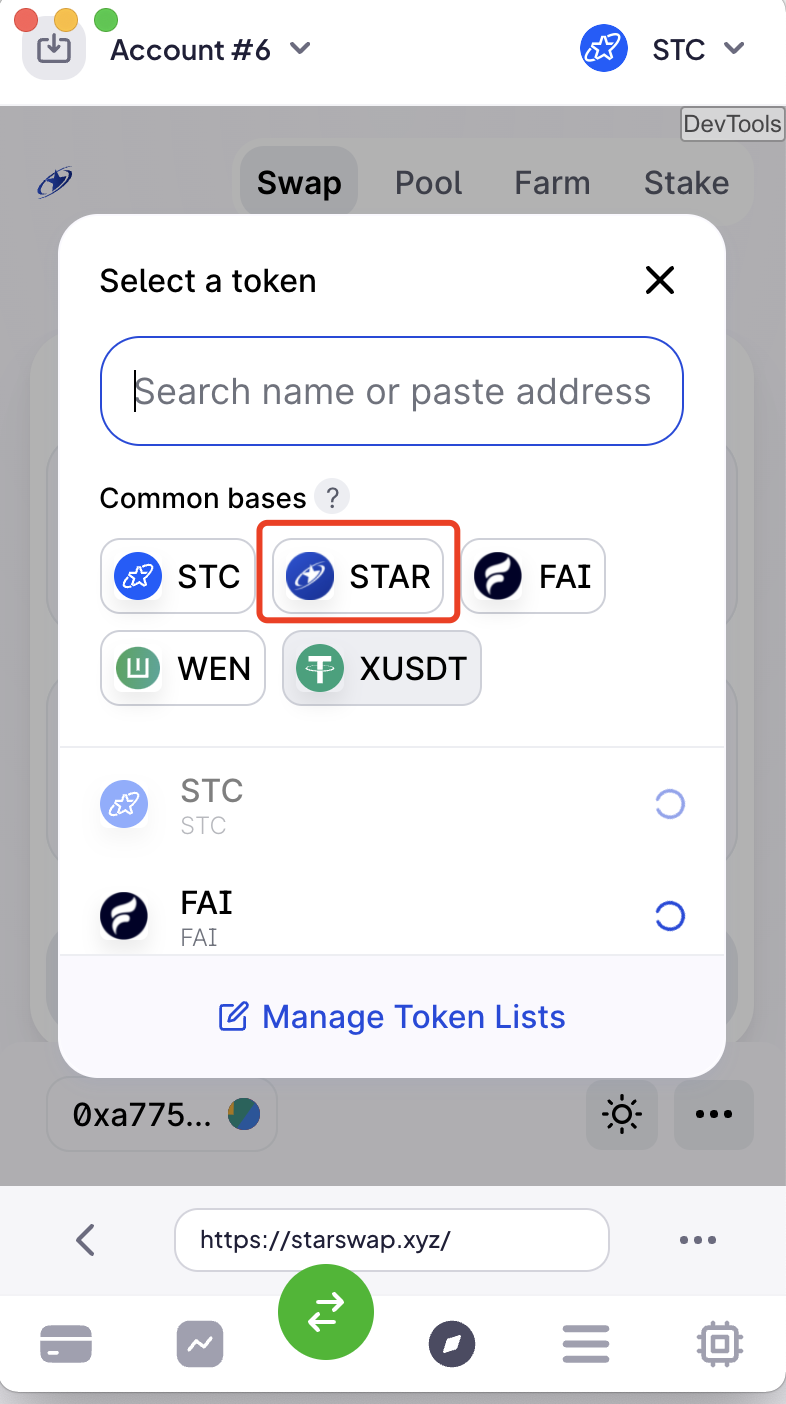 Account #6 STC
DevTools
Swap Pool Farm Stake
Select a token
Search name or paste address
Common bases ?
STC STAR FAI
WEN XUSDT
STC
STC
FAI
FAI
Manage Token Lists
0xa775...
https://starswap.xyz/